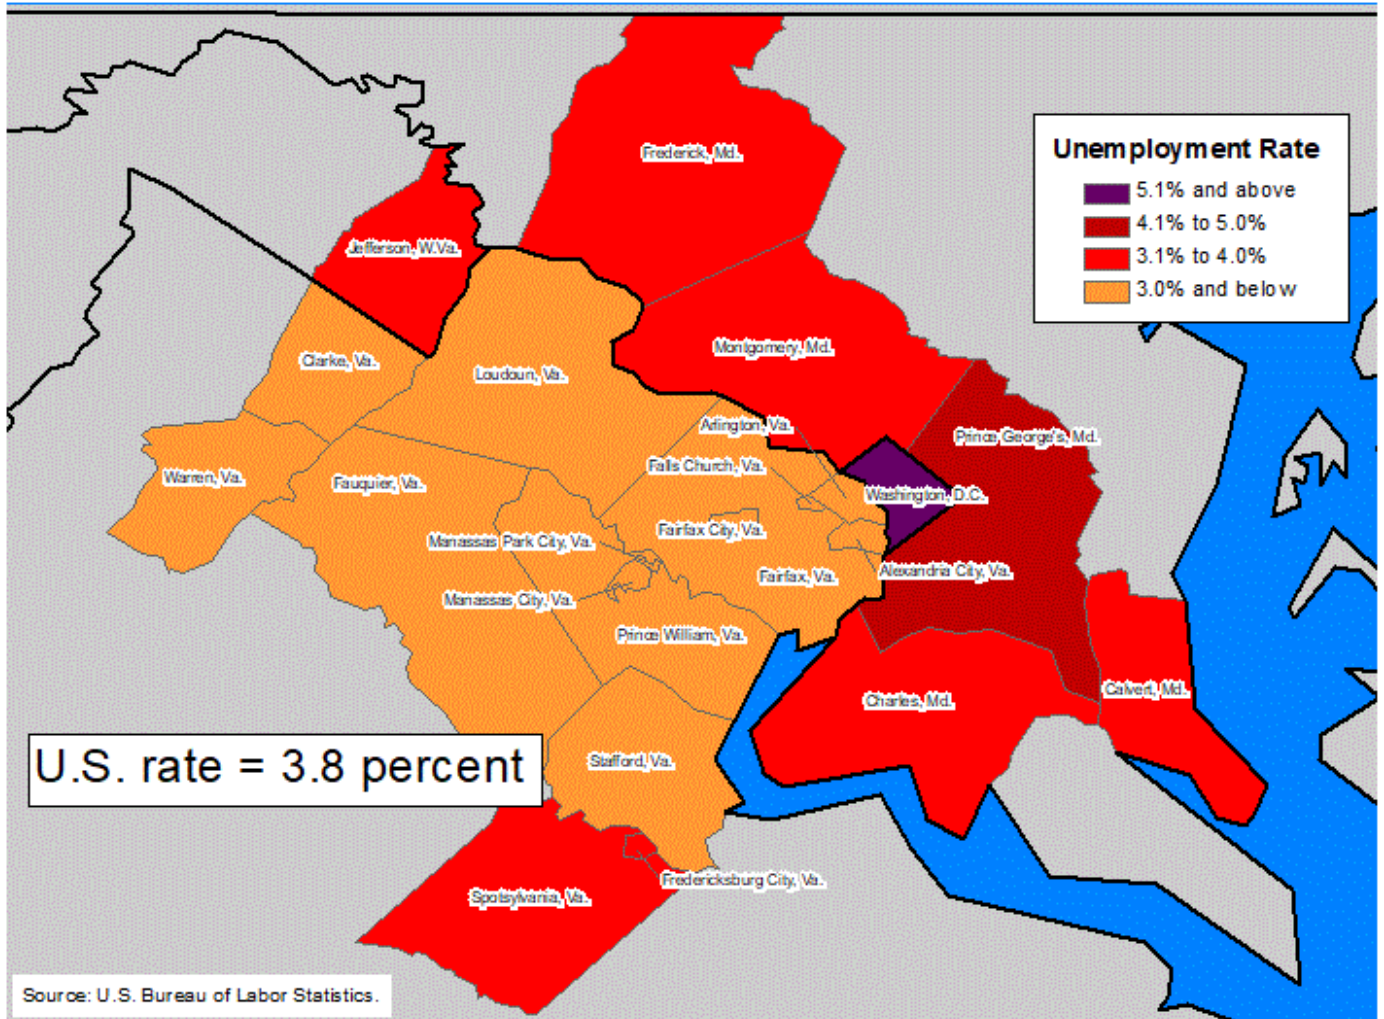 Frederick, Md.
Unemployment Rate
5.1% and above
4.1% to 5.0%
3.1% to 4.0%
3.0% and below
Jefferson, W.Va.
Montgomery, Md.
Clarke, Va.
Loudoun, Va.
Arlington, Va.
Prince George's, Md.
Falls Church, Va.
Warren, Va.
Fauquier, Va.
Washington, D.C.
Fairfax City, Va.
Manassas Park City, Va.
Fairfax, Va.
Alexandria City, Va.
Manassas City, Va.
Prince William, Va.
Charles, Md.
Calvert, Md.
U.S. rate = 3.8 percent
Stafford, Va.
Fredericksburg City, Va.
Spotsylvania, Va.
Source: U.S. Bureau of Labor Statistics.